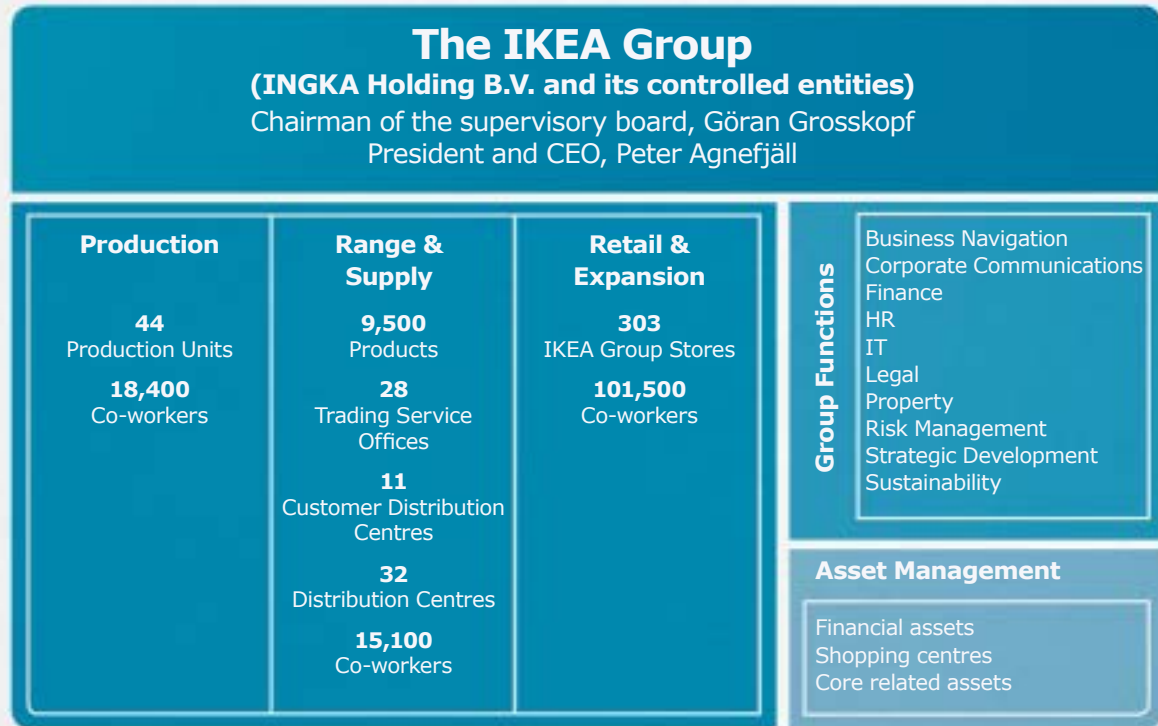 The IKEA Group
(INGKA Holding B.V. and its controlled entities)
Chairman of the supervisory board, Göran Grosskopf
President and CEO, Peter Agnefjäll
Production
44
Production Units
18,400
Co-workers
Range &
Supply
9,500
Products
28
Trading Service
Offices
11
Customer Distribution
Centres
32
Distribution Centres
15,100
Co-workers
Retail &
Expansion
303
IKEA Group Stores
101,500
Co-workers
Group Functions
Business Navigation
Corporate Communications
Finance
HR
IT
Legal
Property
Risk Management
Strategic Development
Sustainability
Asset Management
Financial assets
Shopping centres
Core related assets